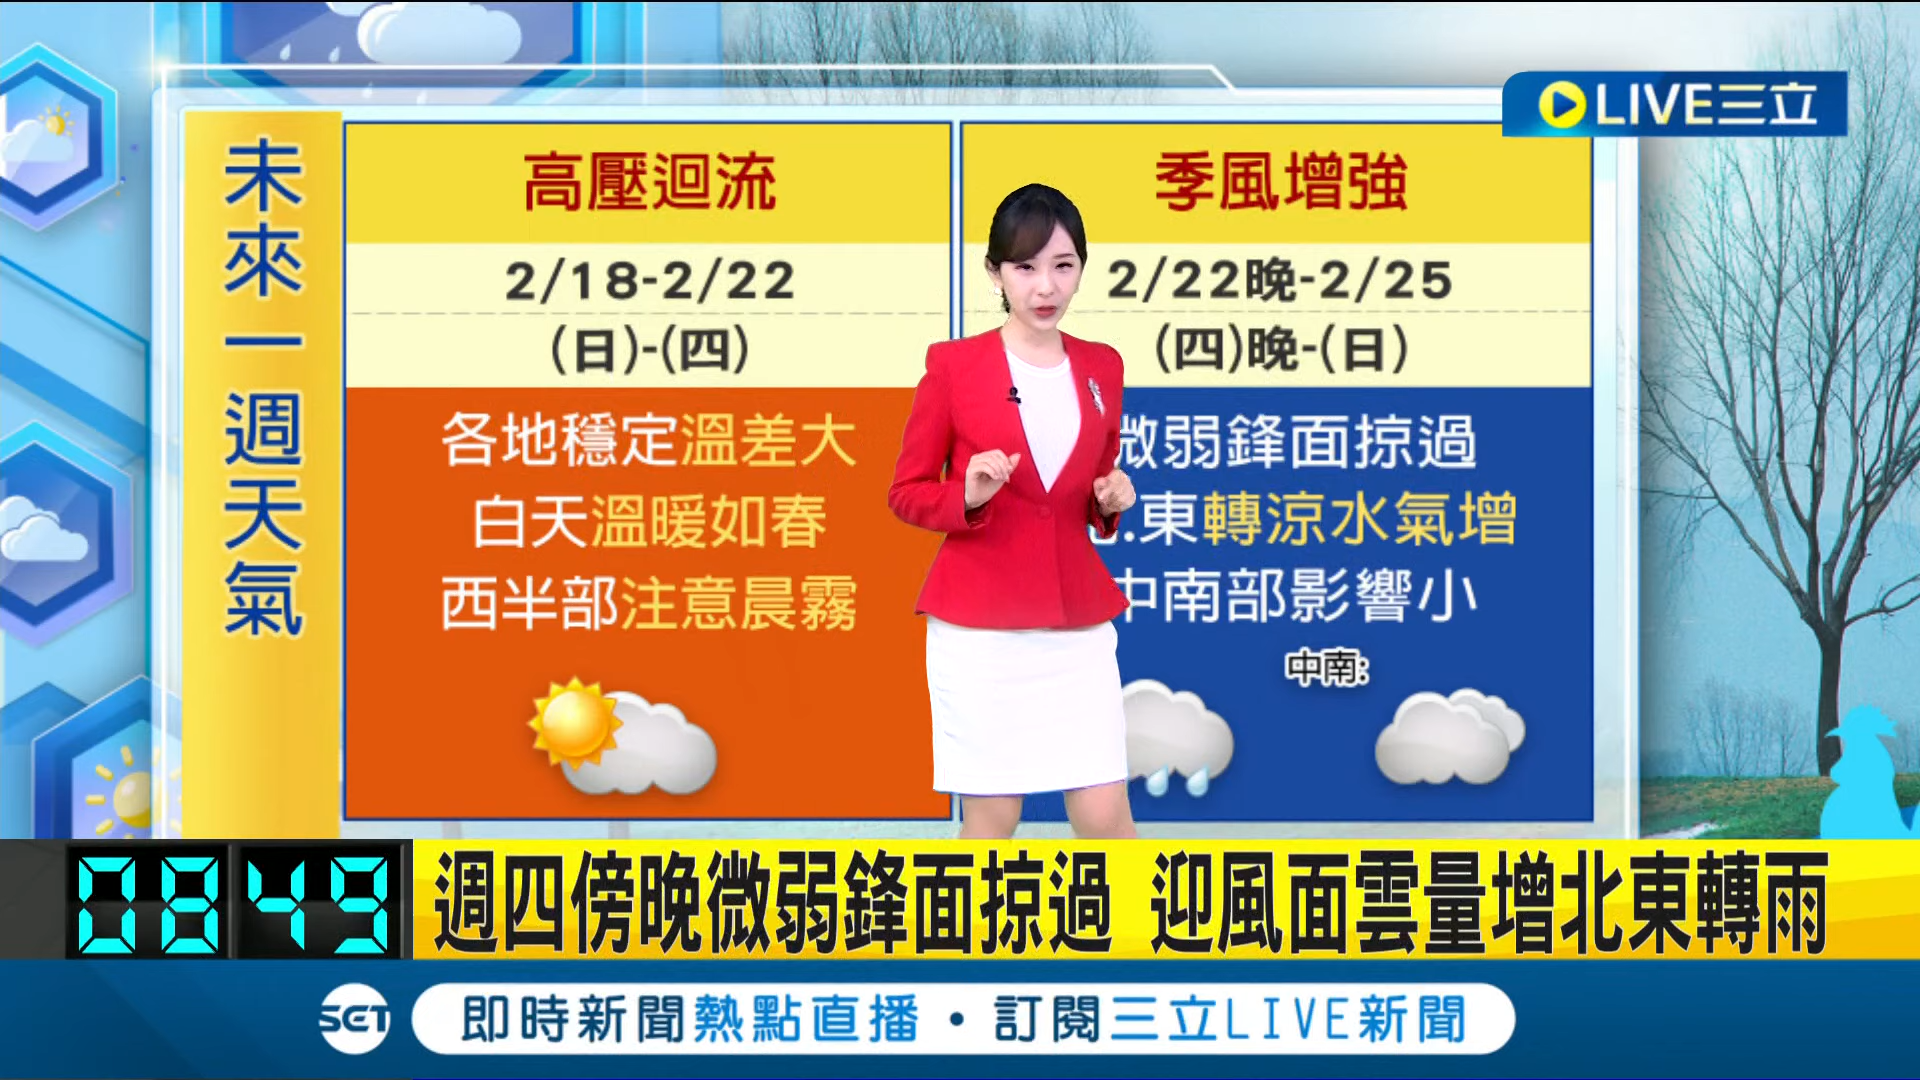 LIVE三立
未來一週天氣
高壓迴流
2/18-2/22
(日)-(四)
各地穩定溫差大
白天溫暖如春
西半部注意晨霧
季風增強
2/22晚-2/25
(四)晚-(日)
微弱鋒面掠過
.東轉涼水氣增
中南部影響小
中南:
08 49
週四傍晚微弱鋒面掠過 迎風面雲量增北東轉雨
SET
即時新聞熱點直播・訂閱三立LIVE新聞